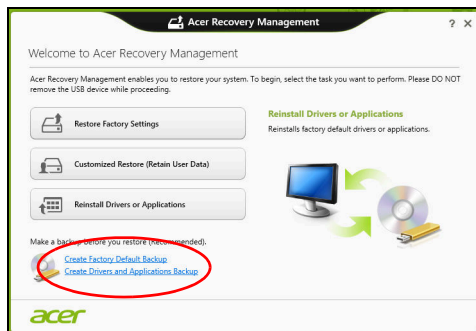 Acer Recovery Management
? X
Welcome to Acer Recovery Management
Acer Recovery Management enables you to restore your system. To begin, select the task you want to perform. Please DO NOT
remove the USB device while proceeding.
Restore Factory Settings
Customized Restore (Retain User Data)
Reinstall Drivers or Applications
Reinstall Drivers or Applications
Reinstalls factory default drivers or applications.
Make a backup before you restore (Recommended).
Create Factory Default Backup
Create Drivers and Applications Backup
acer